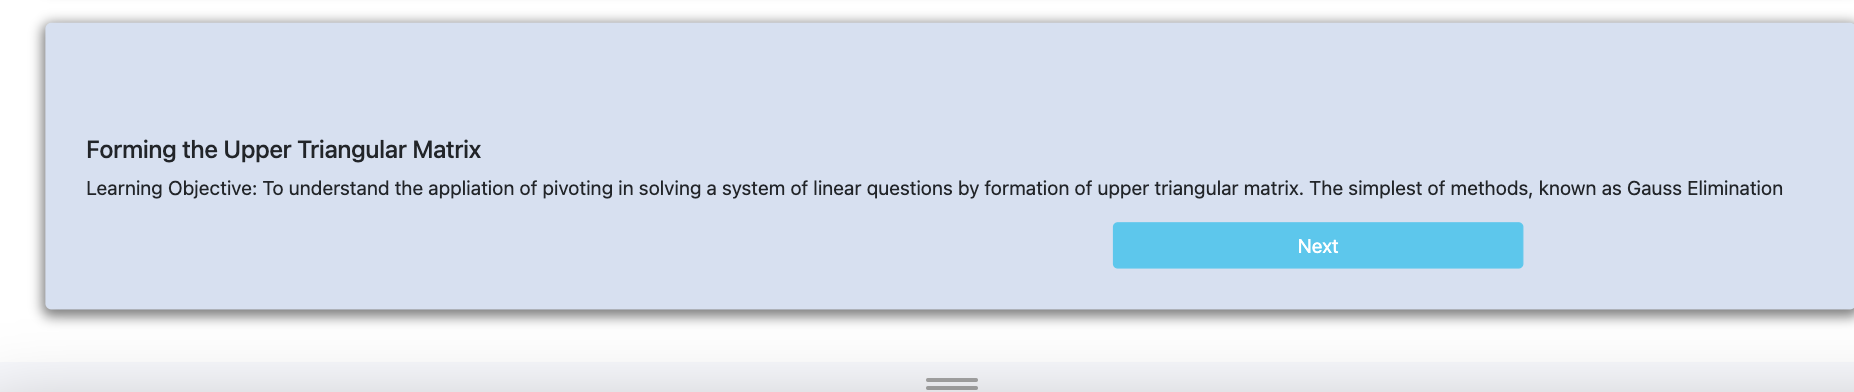 Forming the Upper Triangular Matrix
Learning Objective: To understand the appliation of pivoting in solving a system of linear questions by formation of upper triangular matrix. The simplest of methods, known as Gauss Elimination
Next